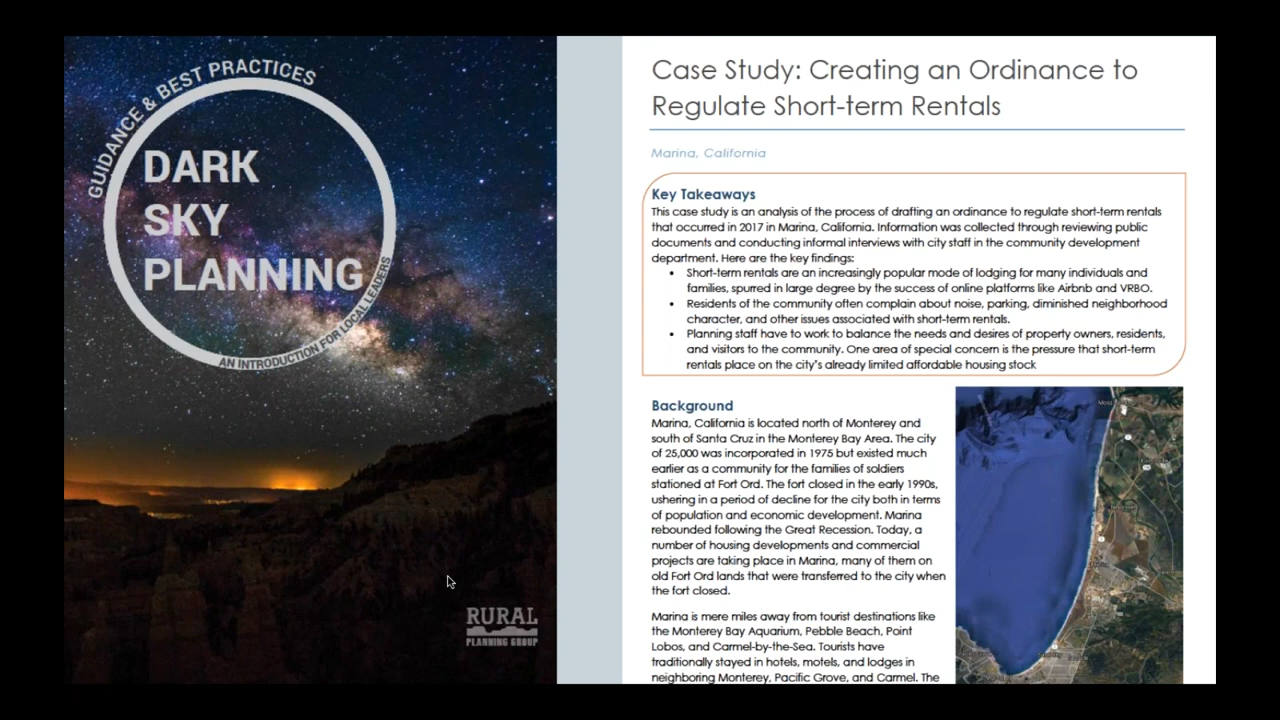 GUIDANCE & BEST PRACTICES
DARK
SKY
PLANNING
AN INTRODUCTION FOR LOCAL LEADERS
RURAL
PLANNING GROUP
Case Study: Creating an Ordinance to
Regulate Short-term Rentals
Marina, California
Key Takeaways
This case study is an analysis of the process of drafting an ordinance to regulate short-term rentals
that occurred in 2017 in Marina, California. Information was collected through reviewing public
documents and conducting informal interviews with city staff in the community development
department. Here are the key findings:
• Short-term rentals are an increasingly popular mode of lodging for many individuals and
families, spurred in large degree by the success of online platforms like Airbnb and VRBO.
• Residents of the community often complain about noise, parking, diminished neighborhood
character, and other issues associated with short-term rentals.
• Planning staff have to work to balance the needs and desires of property owners, residents,
and visitors to the community. One area of special concern is the pressure that short-term
rentals place on the city's already limited affordable housing stock
Background
Marina, California is located north of Monterey and
south of Santa Cruz in the Monterey Bay Area. The city
of 25,000 was incorporated in 1975 but existed much
earlier as a community for the families of soldiers
stationed at Fort Ord. The fort closed in the early 1990s,
ushering in a period of decline for the city both in terms
of population and economic development. Marina
rebounded following the Great Recession. Today, a
number of housing developments and commercial
projects are taking place in Marina, many of them on
old Fort Ord lands that were transferred to the city when
the fort closed.
Marina is mere miles away from tourist destinations like
the Monterey Bay Aquarium, Pebble Beach, Point
Lobos, and Carmel-by-the-Sea. Tourists have
traditionally stayed in hotels, motels, and lodges in
neighboring Monterey, Pacific Grove, and Carmel. The